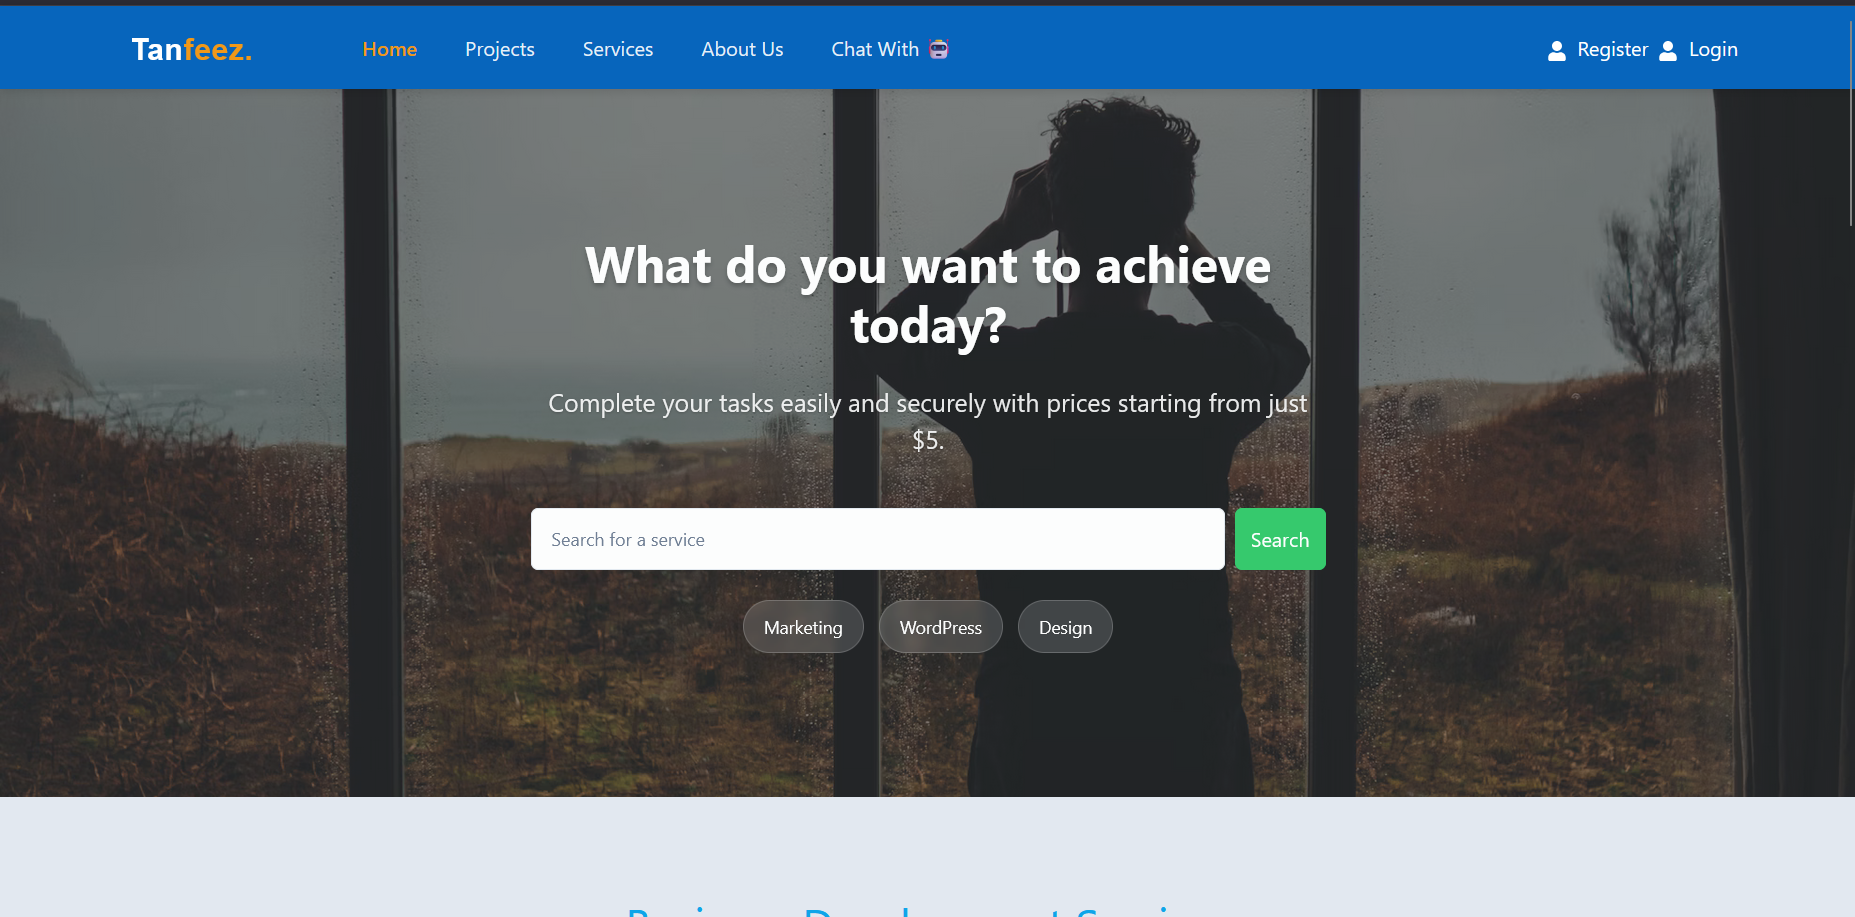 Tanfeez.
Home
Projects
Services
About Us
Chat With
Register
Login
What do you want to achieve
today?
Complete your tasks easily and securely with prices starting from just
$5.
Search for a service
Search
Marketing
WordPress
Design